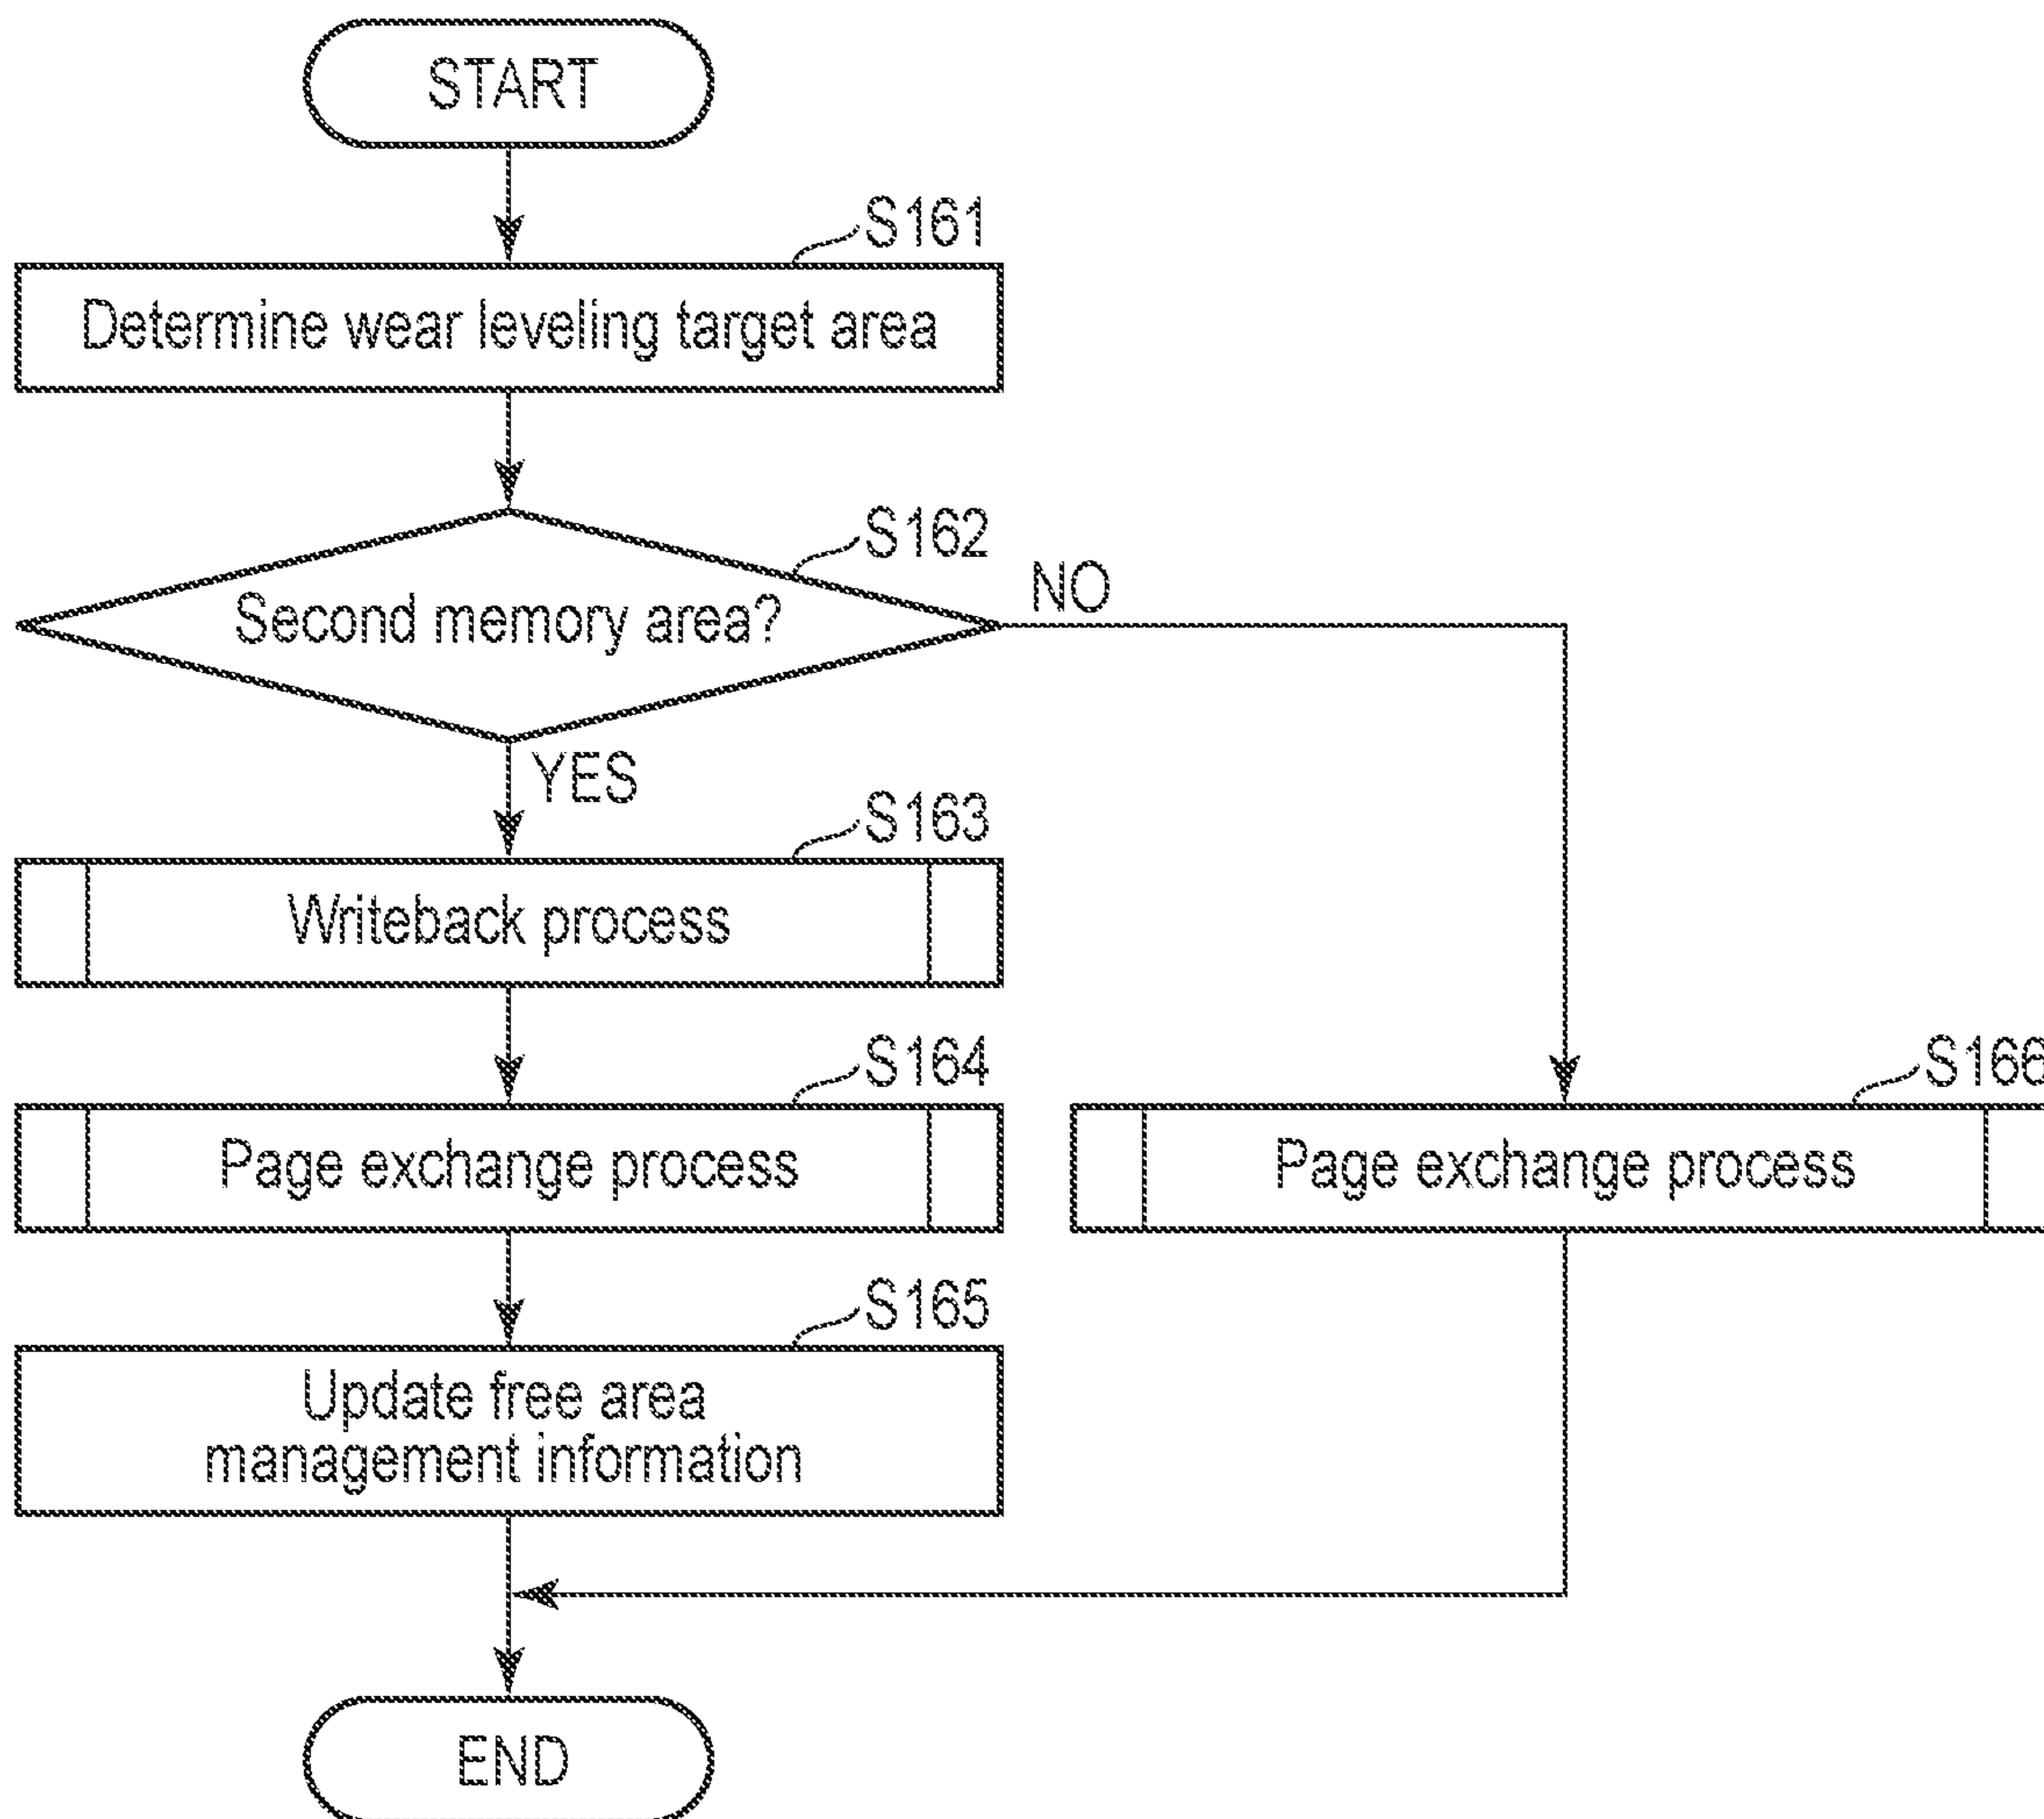 START
S161
Determine wear leveling target area
S162
Second memory area?
NO
YES
S163
Writeback process
S164
Page exchange process
S166
Page exchange process
S165
Update free area
management information
END